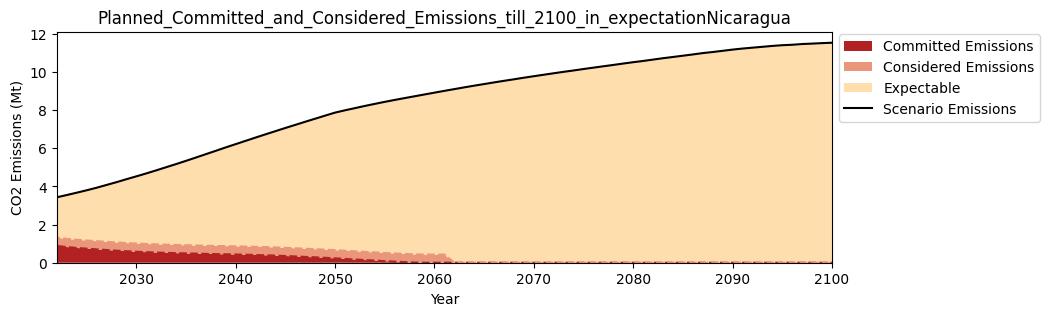 Planned_Committed_and_Considered_Emissions_till_2100_in_expectationNicaragua
12
10
8
6
4
2
0
CO2 Emissions (Mt)
2030
2040
2050
2060
2070
2080
2090
2100
Year
Committed Emissions
Considered Emissions
Expectable
Scenario Emissions